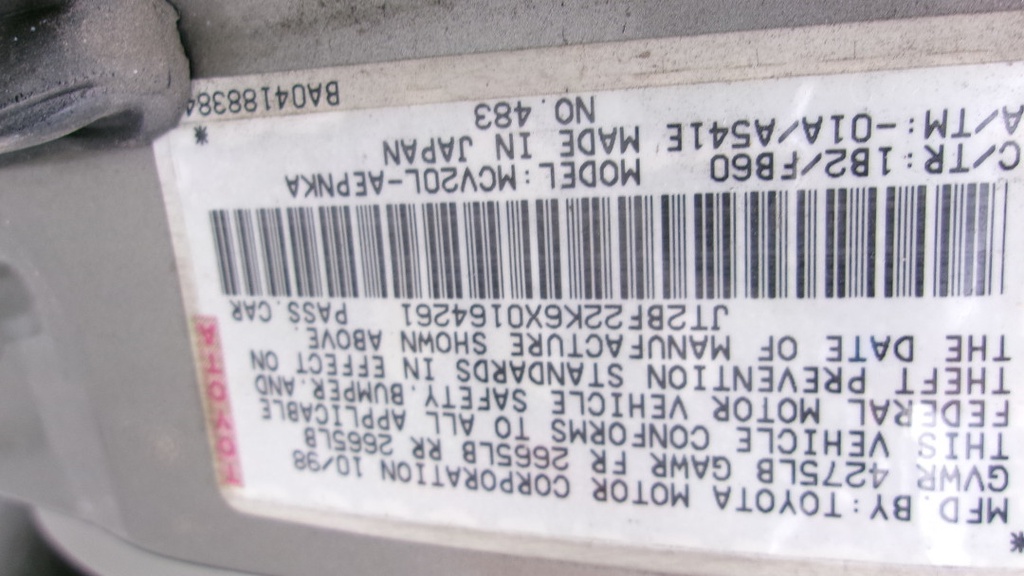 MFD. BY: TOYOTA MOTOR CORPORATION 10/98
GVWR 4275LB GAWR FR 2665LB RR 2665LB
THIS VEHICLE CONFORMS TO ALL APPLICABLE
FEDERAL MOTOR VEHICLE SAFETY, BUMPER, AND
THEFT PREVENTION STANDARDS IN EFFECT ON
THE DATE OF MANUFACTURE SHOWN ABOVE.
JT2BF22K6X0164261 PASS. CAR
C/TR: 1B2/FB60 MODEL: MCV20L-AEPNKA
A/TM: -01A/A541E MADE IN JAPAN
NO. 483
BA04188384
TOYOTA